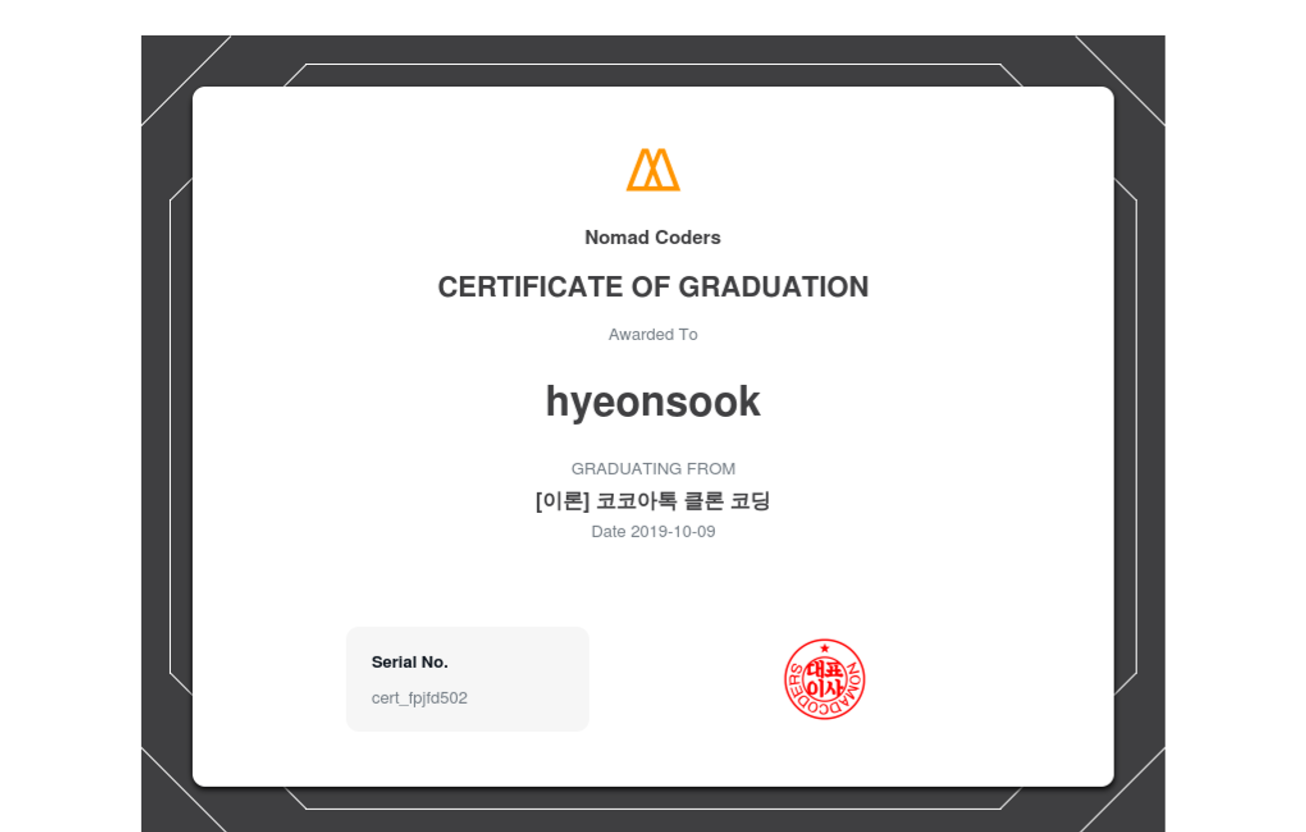 Nomad Coders
CERTIFICATE OF GRADUATION
Awarded To
hyeonsook
GRADUATING FROM
[이론] 코코아톡 클론 코딩
Date 2019-10-09
Serial No.
cert_fpjfd502
대표
이사
NOMADCODERS